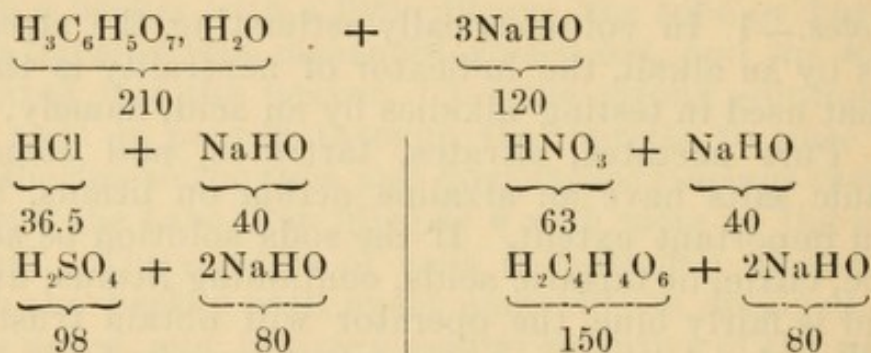 H₃C₆H₅O₇, H₂O + 3NaHO
210 120
HCl + NaHO
36.5 40
H₂SO₄ + 2NaHO
98 80
HNO₃ + NaHO
63 40
H₂C₄H₄O₆ + 2NaHO
150 80